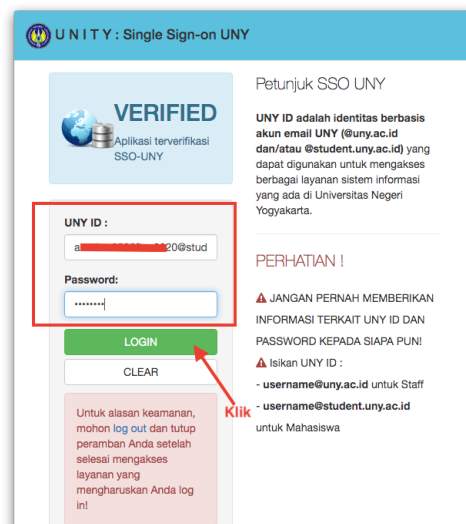 U N I T Y : Single Sign-on UNY
VERIFIED
Aplikasi terverifikasi
SSO-UNY
UNY ID :
20@stud
Password:
LOGIN
CLEAR
Klik
Untuk alasan keamanan,
mohon log out dan tutup
peramban Anda setelah
selesai mengakses
layanan yang
mengharuskan Anda log
in!
Petunjuk SSO UNY
UNY ID adalah identitas berbasis
akun email UNY (@uny.ac.id
dan/atau @student.uny.ac.id) yang
dapat digunakan untuk mengakses
berbagai layanan sistem informasi
yang ada di Universitas Negeri
Yogyakarta.
PERHATIAN !
JANGAN PERNAH MEMBERIKAN
INFORMASI TERKAIT UNY ID DAN
PASSWORD KEPADA SIAPA PUN!
Isikan UNY ID :
- username@uny.ac.id untuk Staff
- username@student.uny.ac.id
untuk Mahasiswa